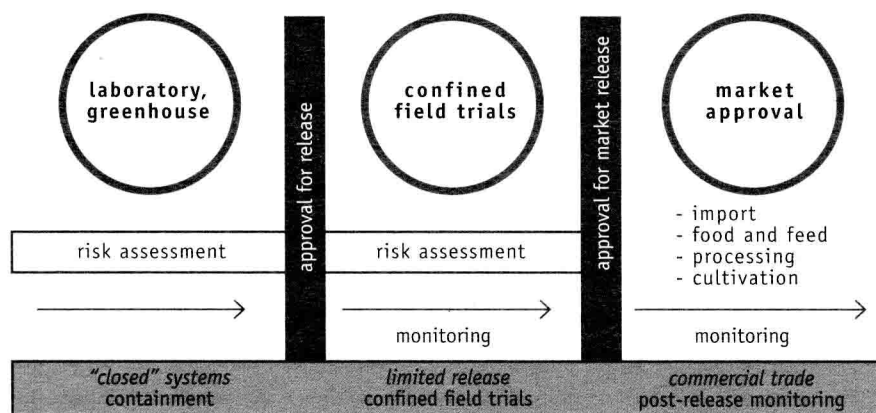 laboratory,
greenhouse
approval for release
confined
field trials
approval for market release
market
approval
- import
- food and feed
- processing
- cultivation
risk assessment
risk assessment
monitoring
monitoring
"closed" systems
containment
limited release
confined field trials
commercial trade
post-release monitoring